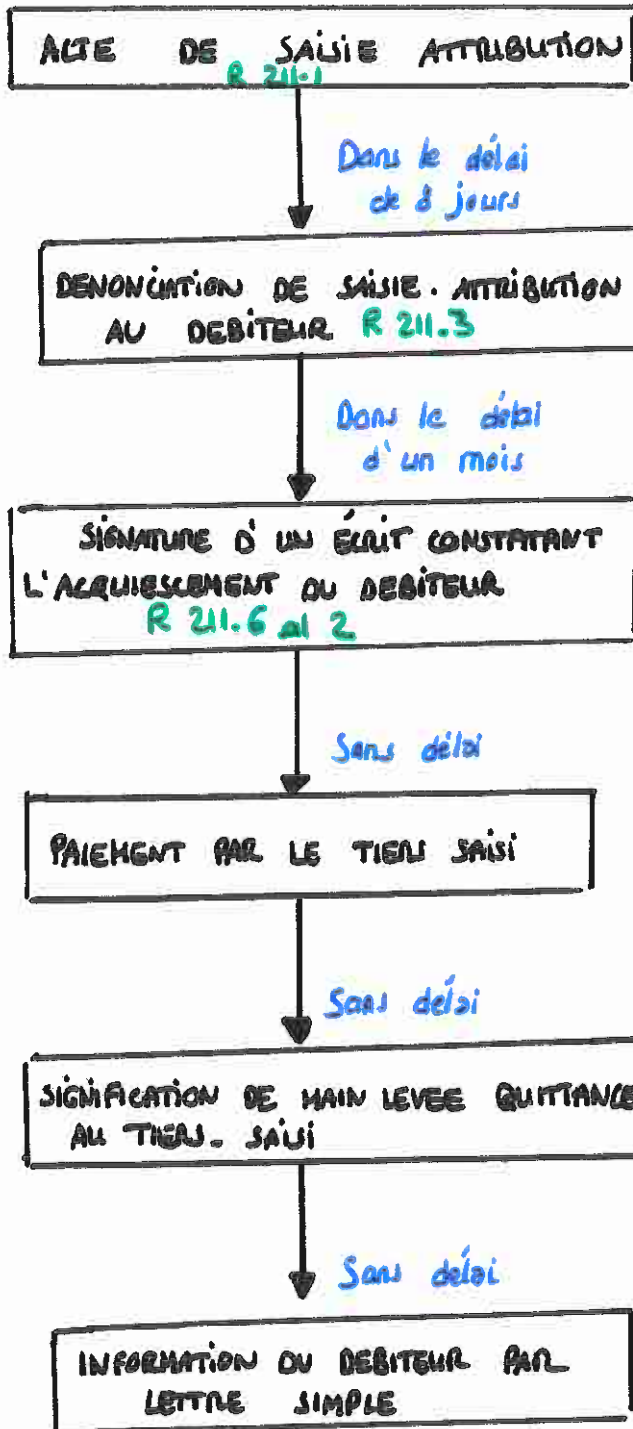 ACTE DE SAISIE ATTRIBUTION
R 211-1
Dans le délai
de 8 jours
DENONCIATION DE SAISIE. ATTRIBUTION
AU DEBITEUR R 211.3
Dans le délai
d'un mois
SIGNATURE D'UN ÉCRIT CONSTATANT
L'ACQUIESCEMENT DU DEBITEUR
R 211.6 al 2
Sans délai
PAIEMENT PAR LE TIERS SAISI
Sans délai
SIGNIFICATION DE MAIN LEVEE QUITTANCE
AU TIERS- SAISI
Sans délai
INFORMATION DU DEBITEUR PAR
LETTRE SIMPLE